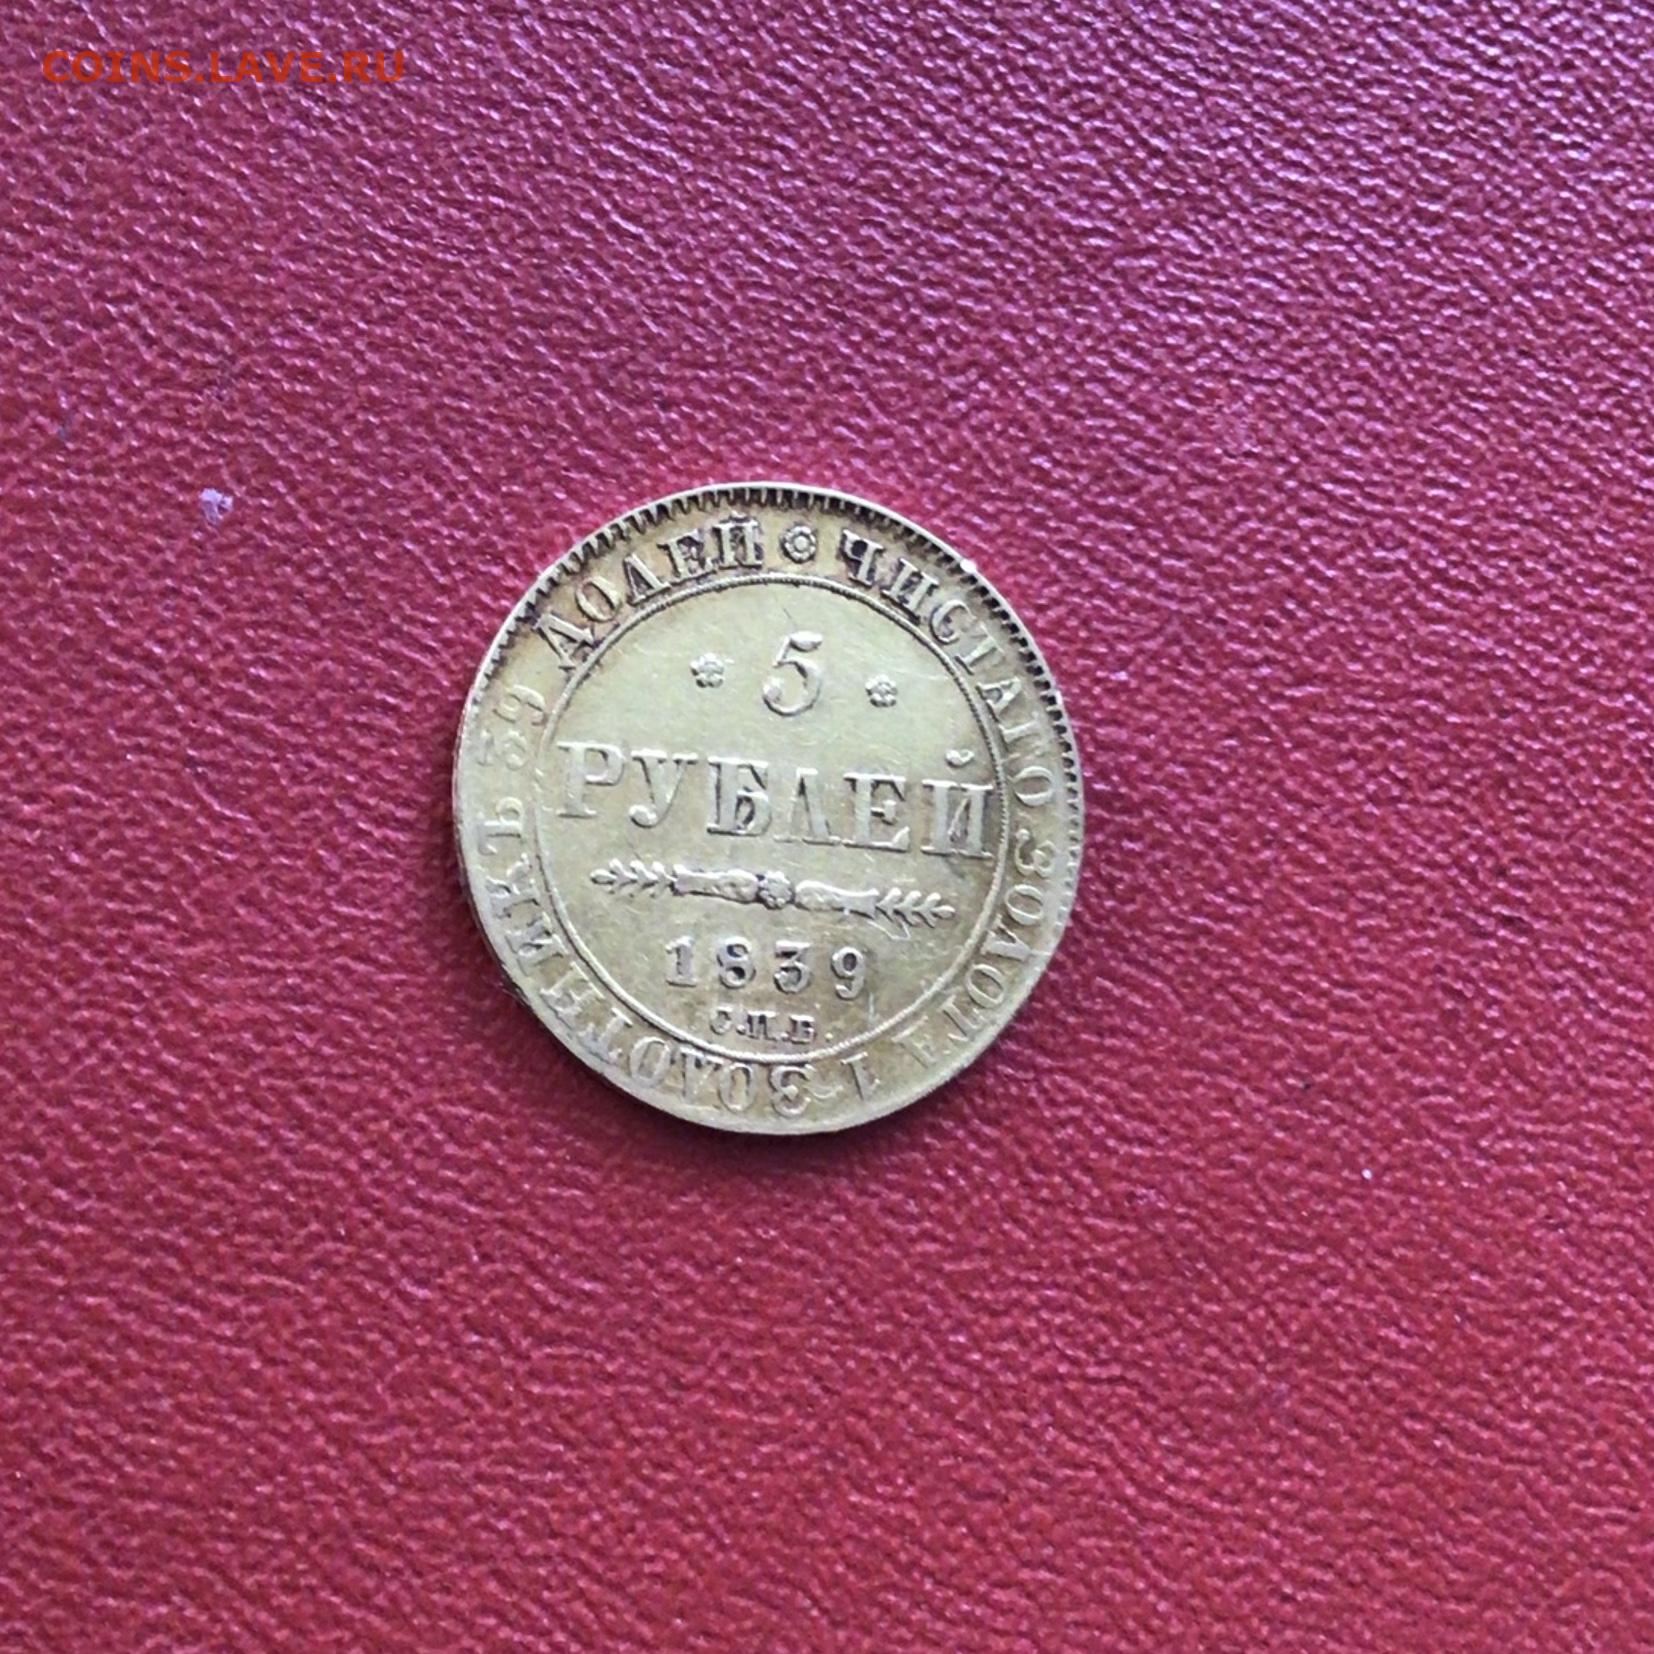 COINS.LAVE.RU
ЧИСТАГО ЗОЛОТА 1 ЗОЛОТНИКЪ 39 ДОЛЕЙ
5
РУБЛЕЙ
1839
С.П.Б.